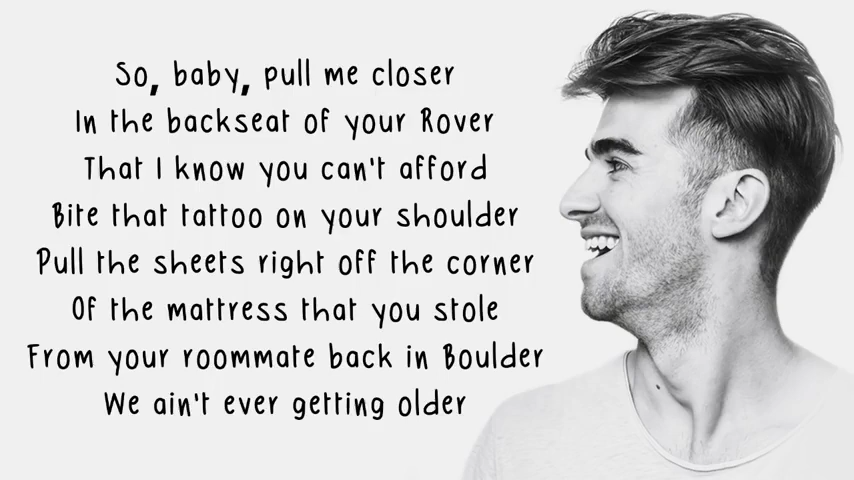 So, baby, pull me closer
In the backseat of your Rover
That I know you can't afford
Bite that tattoo on your shoulder
Pull the sheets right off the corner
Of the mattress that you stole
From your roommate back in Boulder
We ain't ever getting older